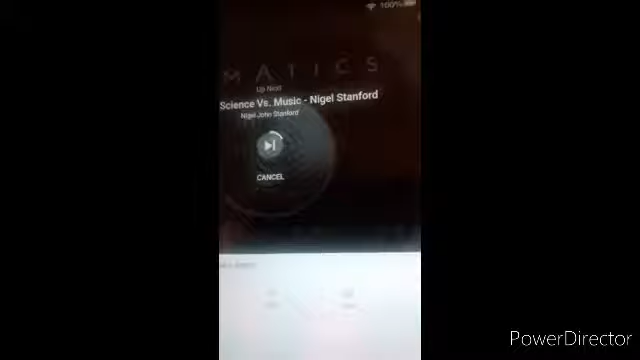 100%
MATICS
Up Next
Science Vs. Music - Nigel Stanford
Nigel John Stanford
CANCEL
PowerDirector